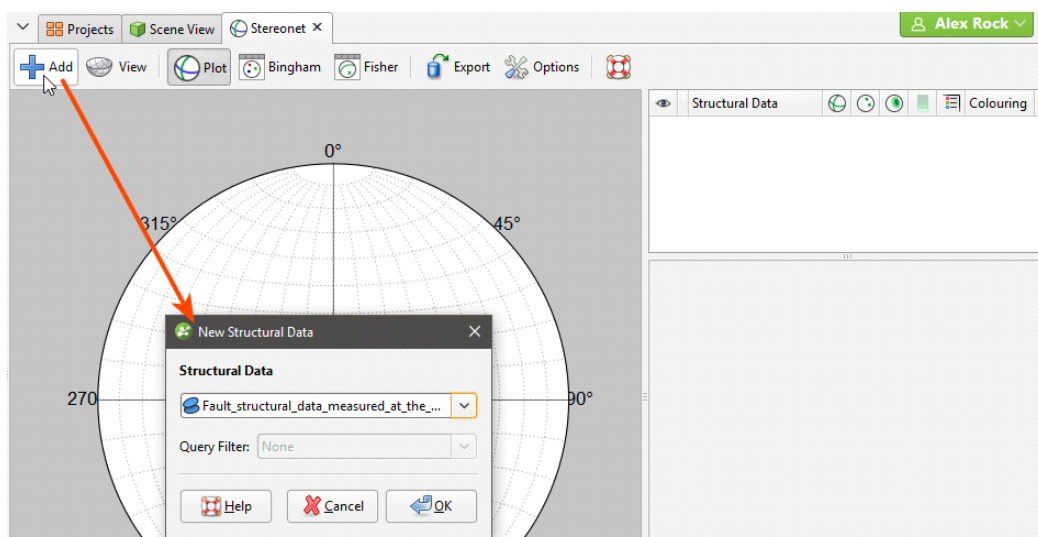 Projects Scene View Stereonet Alex Rock
Add View Plot Bingham Fisher Export Options
Structural Data Colouring
0°
315° 45°
New Structural Data
Structural Data
270 90°
Fault_structural_data_measured_at_the_...
Query Filter: None
Help Cancel OK